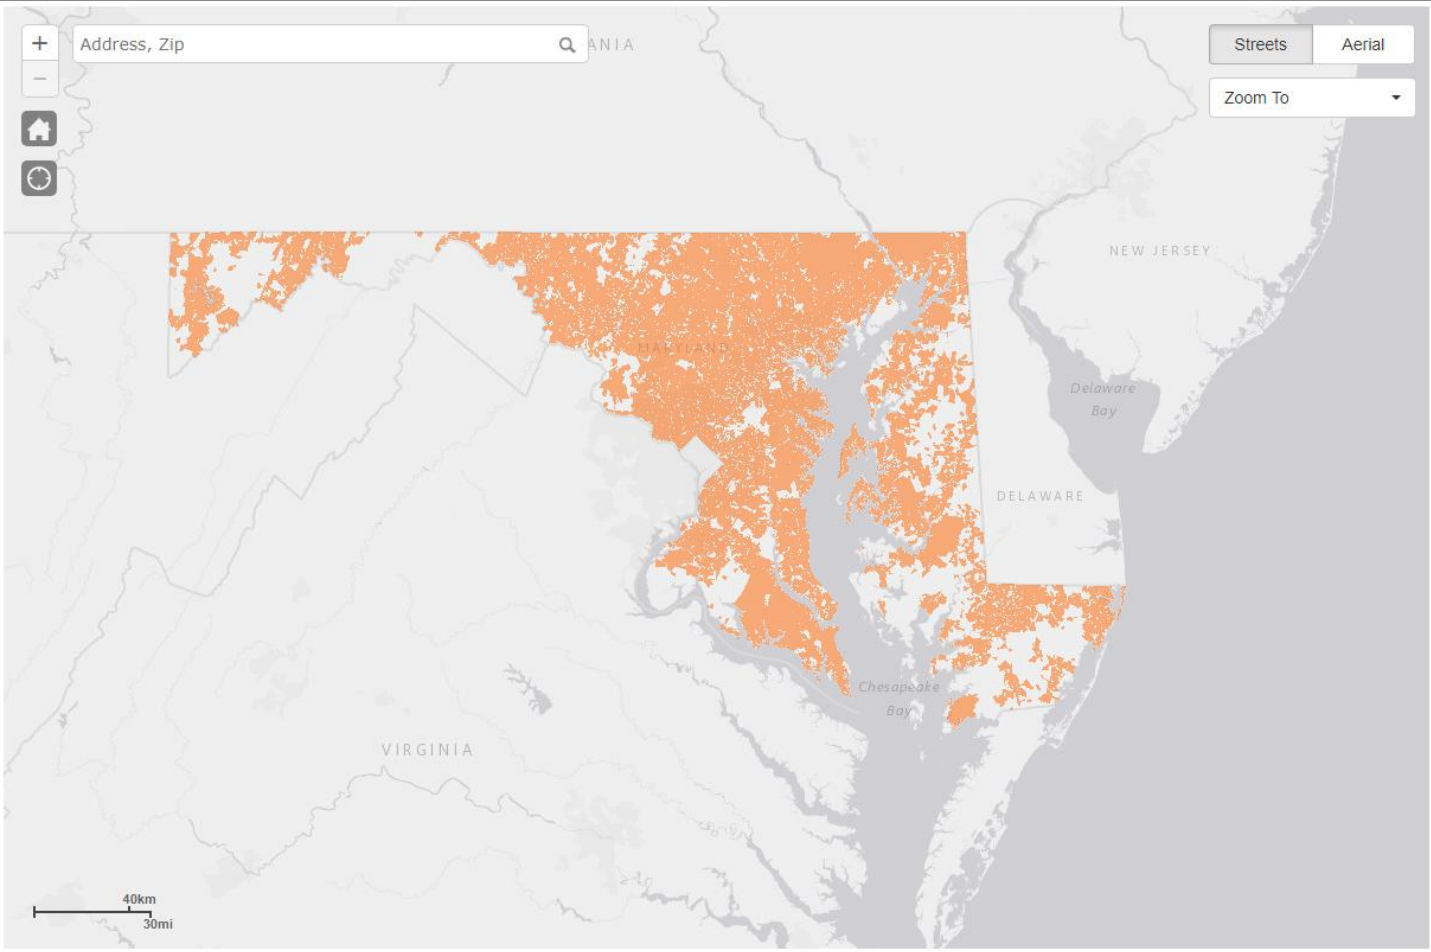 +
Address, Zip
ANIA
Streets
Aerial
−
Zoom To
NEW JERSEY
MARYLAND
Delaware
Bay
DELAWARE
Chesapeake
Bay
VIRGINIA
40km
30mi